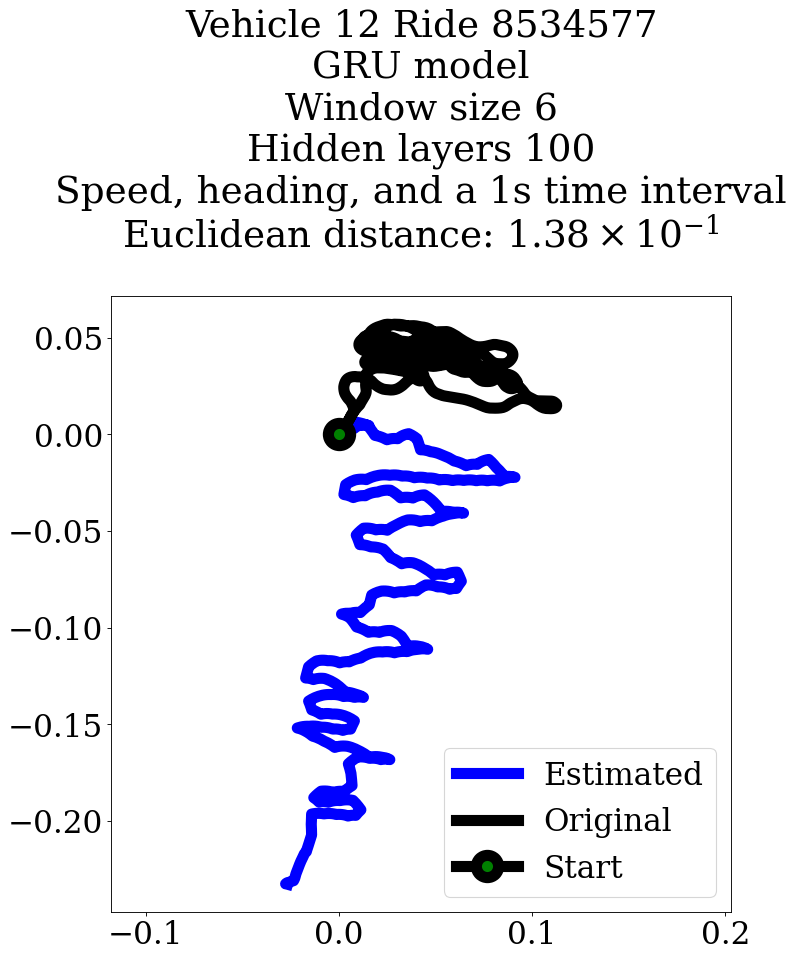 Vehicle 12 Ride 8534577
GRU model
Window size 6
Hidden layers 100
Speed, heading, and a 1s time interval
Euclidean distance: 1.38 × 10⁻¹
0.05
0.00
−0.05
−0.10
−0.15
−0.20
Estimated
Original
Start
−0.1
0.0
0.1
0.2